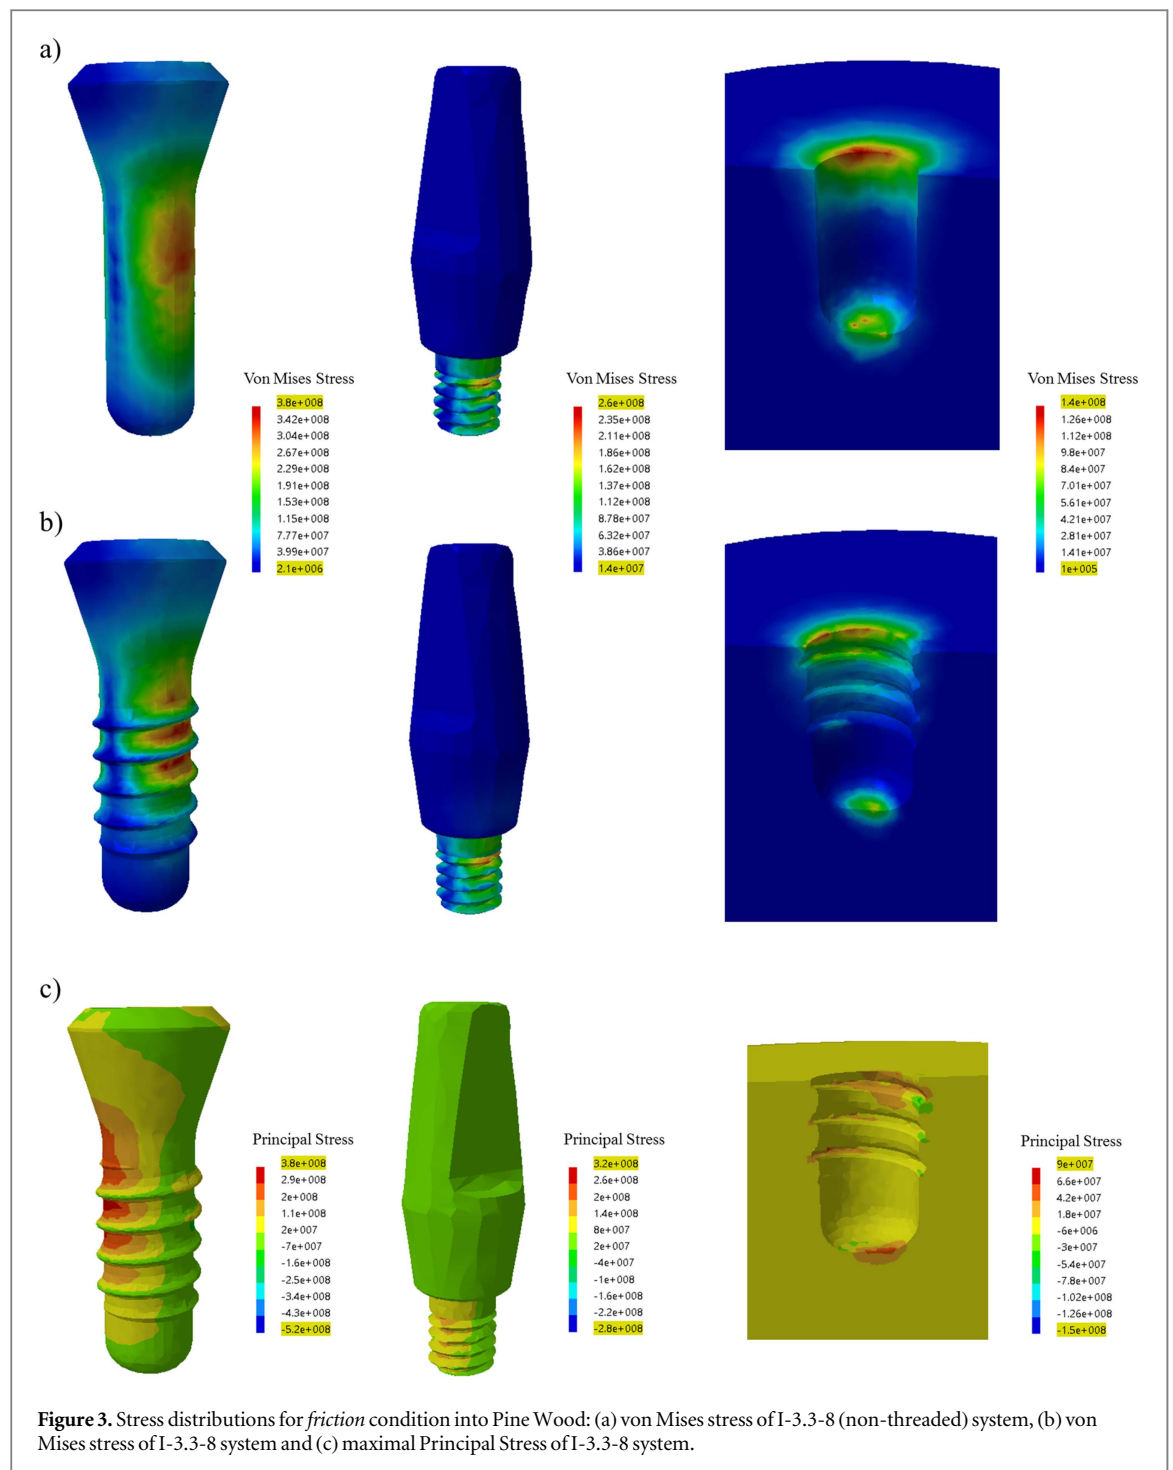 a)
Von Mises Stress
3.8e+008
3.42e+008
3.04e+008
2.67e+008
2.29e+008
1.91e+008
1.53e+008
1.15e+008
7.77e+007
3.99e+007
2.1e+006
Von Mises Stress
2.6e+008
2.35e+008
2.11e+008
1.86e+008
1.62e+008
1.37e+008
1.12e+008
8.78e+007
6.32e+007
3.86e+007
1.4e+007
Von Mises Stress
1.4e+008
1.26e+008
1.12e+008
9.8e+007
8.4e+007
7.01e+007
5.61e+007
4.21e+007
2.81e+007
1.41e+007
1e+005
b)
c)
Principal Stress
3.8e+008
2.9e+008
2e+008
1.1e+008
2e+007
-7e+007
-1.6e+008
-2.5e+008
-3.4e+008
-4.3e+008
-5.2e+008
Principal Stress
3.2e+008
2.6e+008
2e+008
1.4e+008
8e+007
2e+007
-4e+007
-1e+008
-1.6e+008
-2.2e+008
-2.8e+008
Principal Stress
9e+007
6.6e+007
4.2e+007
1.8e+007
-6e+006
-3e+007
-5.4e+007
-7.8e+007
-1.02e+008
-1.26e+008
-1.5e+008
Figure 3. Stress distributions for friction condition into Pine Wood: (a) von Mises stress of I-3.3-8 (non-threaded) system, (b) von
Mises stress of I-3.3-8 system and (c) maximal Principal Stress of I-3.3-8 system.